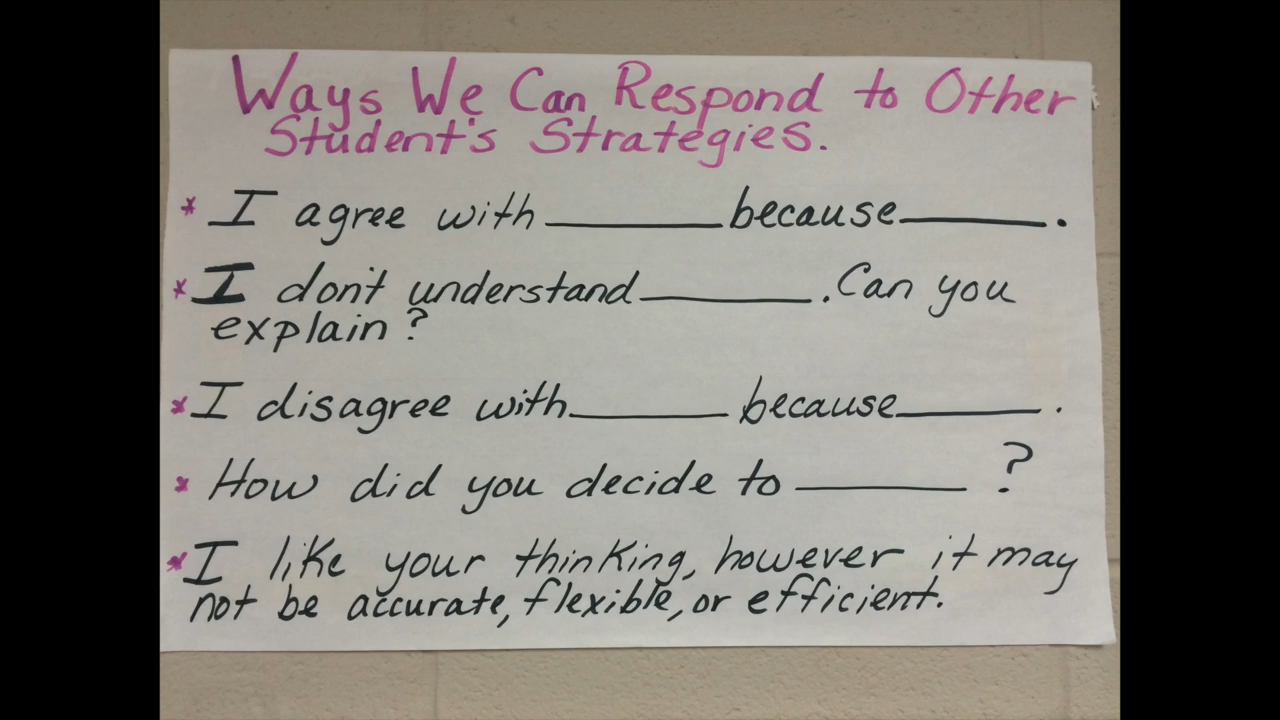 Ways We Can Respond to Other
Student's Strategies.
* I agree with ______ because ______.
* I don't understand ______. Can you
explain?
* I disagree with ______ because ______.
* How did you decide to ______ ?
* I like your thinking, however it may
not be accurate, flexible, or efficient.